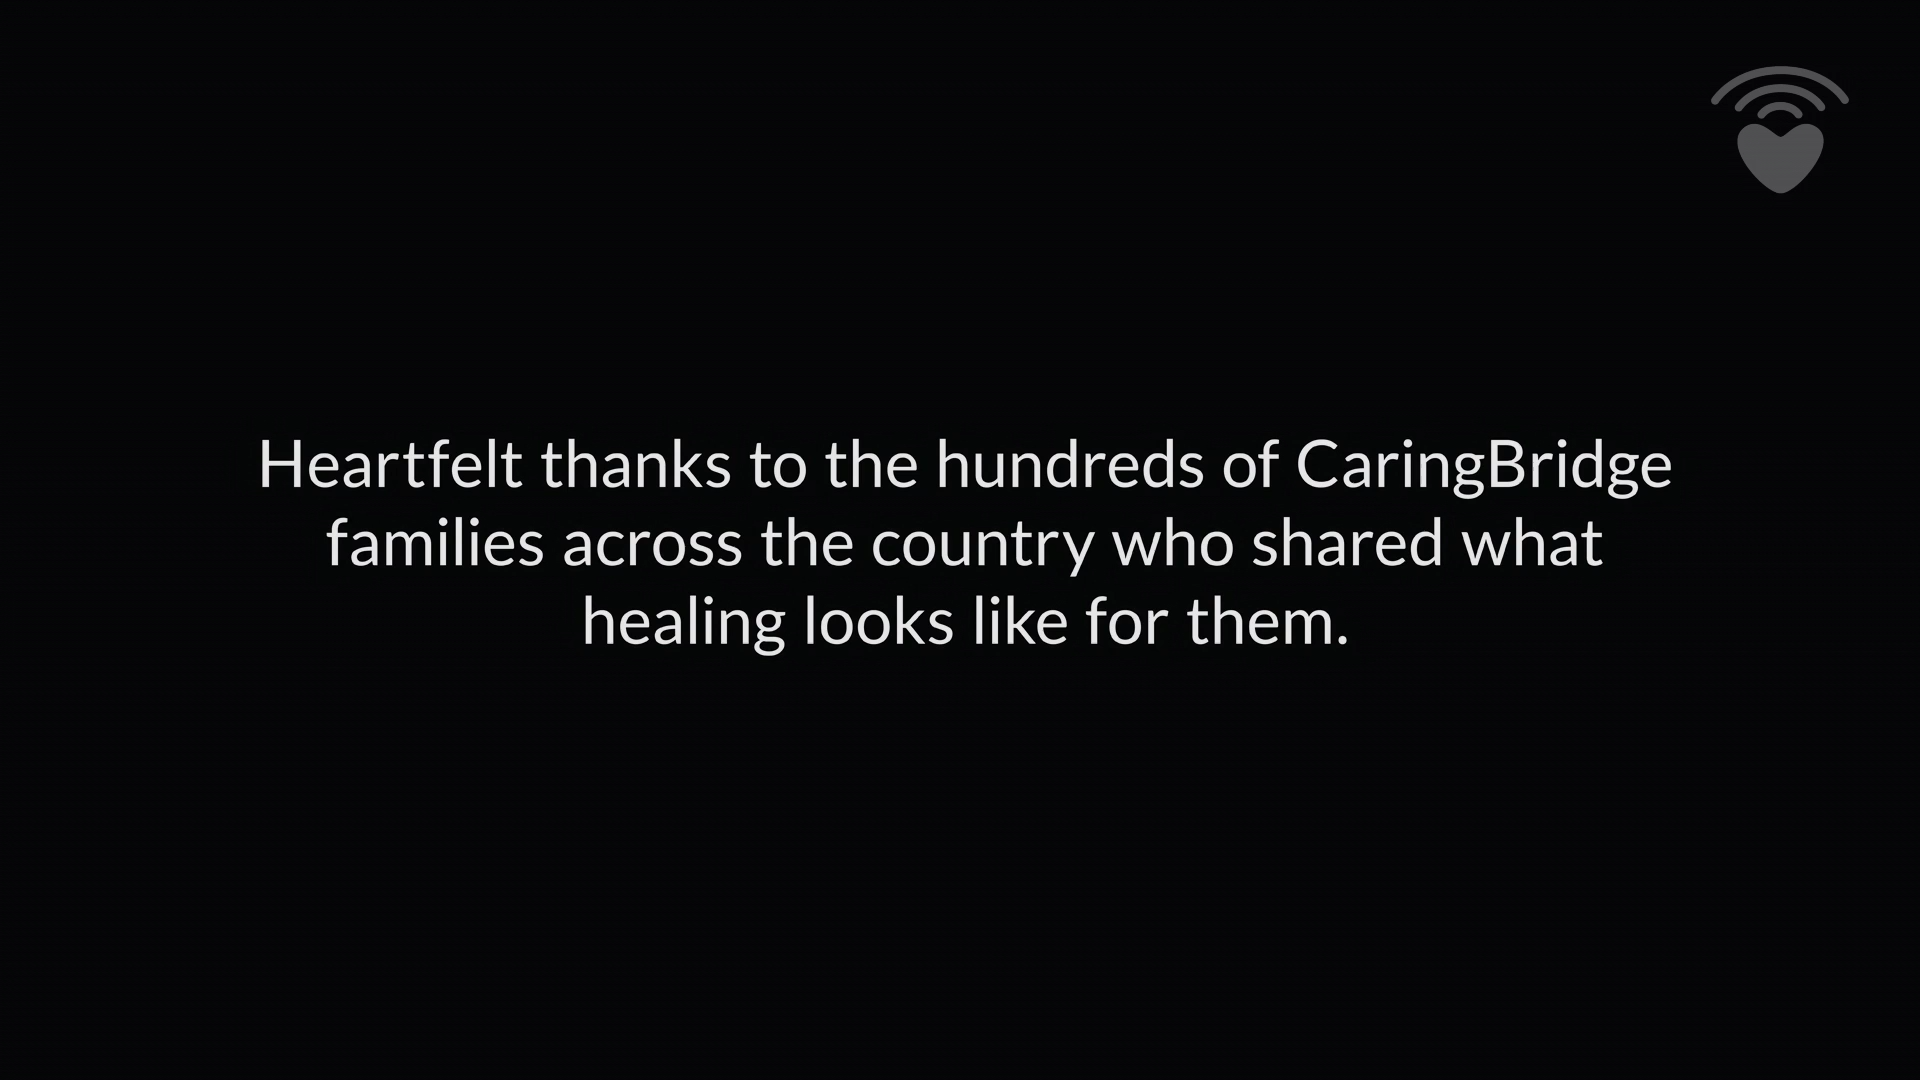 Heartfelt thanks to the hundreds of CaringBridge
families across the country who shared what
healing looks like for them.